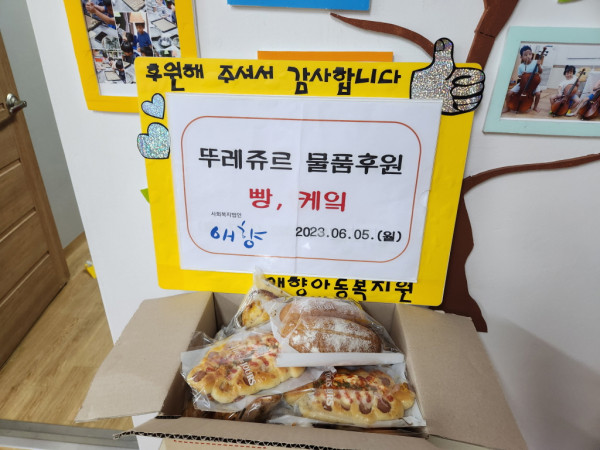 후원해 주셔서 감사합니다
뚜레쥬르 물품후원
빵, 케익
사회복지법인
애향
2023.06.05.(월)
애향아동복지원